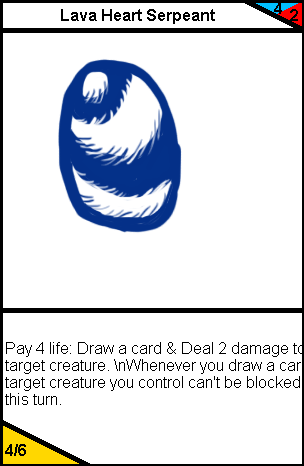 Lava Heart Serpeant
4
2
Pay 4 life: Draw a card & Deal 2 damage to
target creature. \nWhenever you draw a car
target creature you control can't be blocked
this turn.
4/6